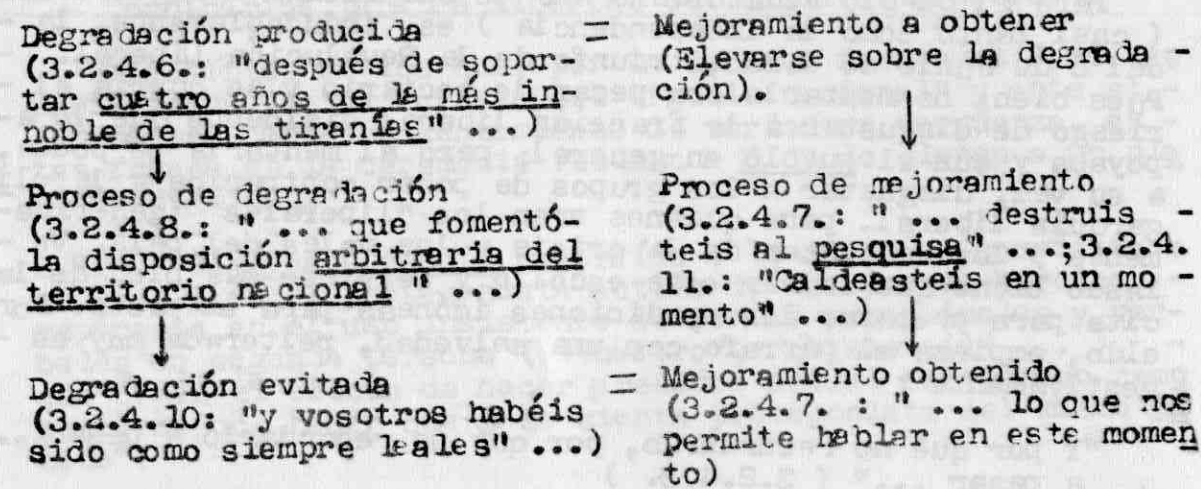 Degradación producida
(3.2.4.6.: "después de sopor-
tar cuatro años de la más in-
noble de las tiranías" ...
↓
Proceso de degradación
(3.2.4.8.: " "... que fomentó-
la disposición arbitraria del
territorio nacional " ...)
↓
Degradación evitada
(3.2.4.10: "y vosotros habéis
sido como siempre leales"...)
— Mejoramiento a obtener
(Elevarse sobre la degrada -
ción).
↓
Proceso de mejoramiento
(3.2.4.7. : " ... destruis -
teis al pesquisa" ...; 3.2.4.
11.: "Caldeasteis en un mo -
mento" ...)
↓
— Mejoramiento obtenido
(3.2.4.7. : " ... lo que nos
permite hablar en este momen
to)